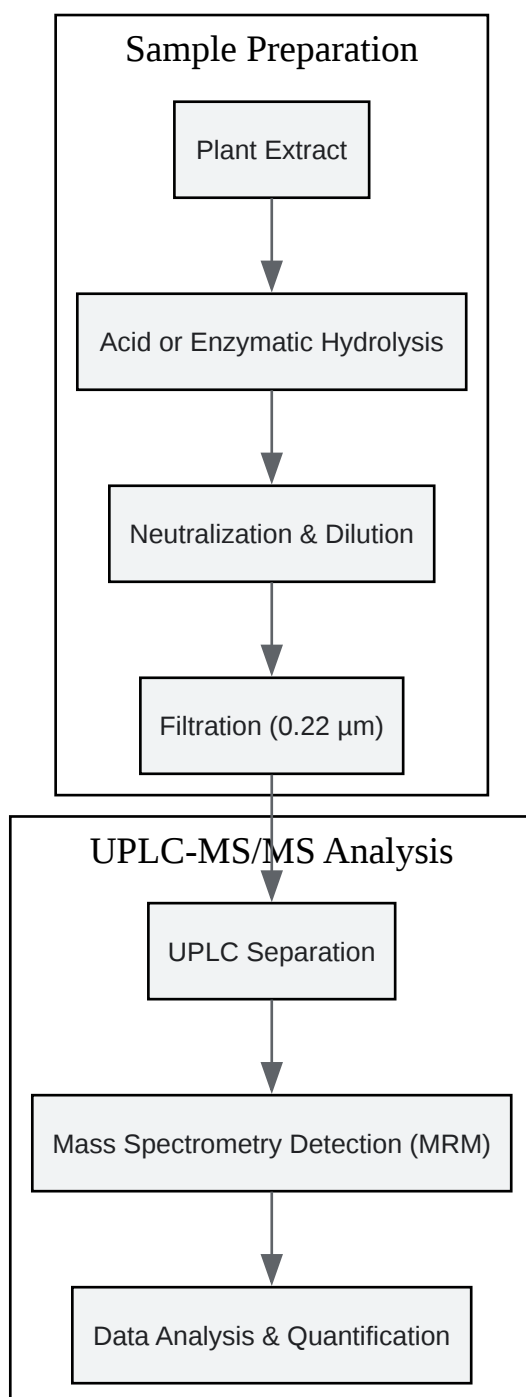 Sample Preparation
Plant Extract
Acid or Enzymatic Hydrolysis
Neutralization & Dilution
Filtration (0.22 µm)
UPLC-MS/MS Analysis
UPLC Separation
Mass Spectrometry Detection (MRM)
Data Analysis & Quantification